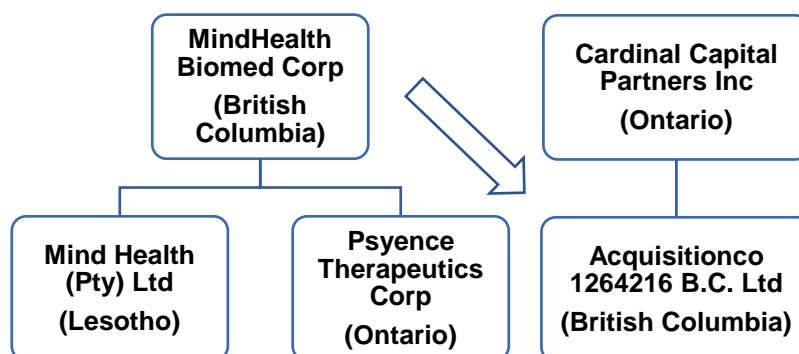 MindHealth
Biomed Corp
(British
Columbia)
Cardinal Capital
Partners Inc
(Ontario)
Mind Health
(Pty) Ltd
(Lesotho)
Psyence
Therapeutics
Corp
(Ontario)
Acquisitionco
1264216 B.C. Ltd
(British Columbia)